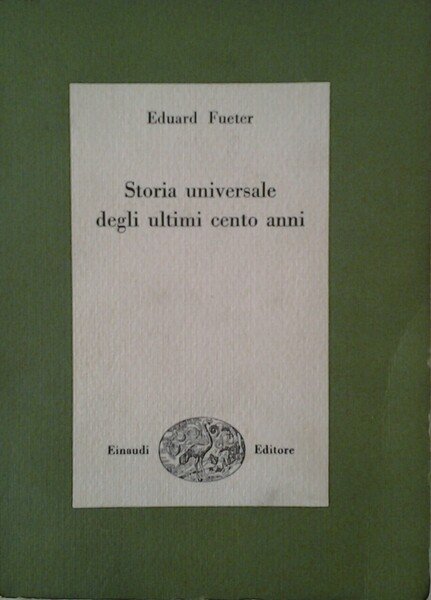 Eduard Fueter
Storia universale
degli ultimi cento anni
Einaudi Editore